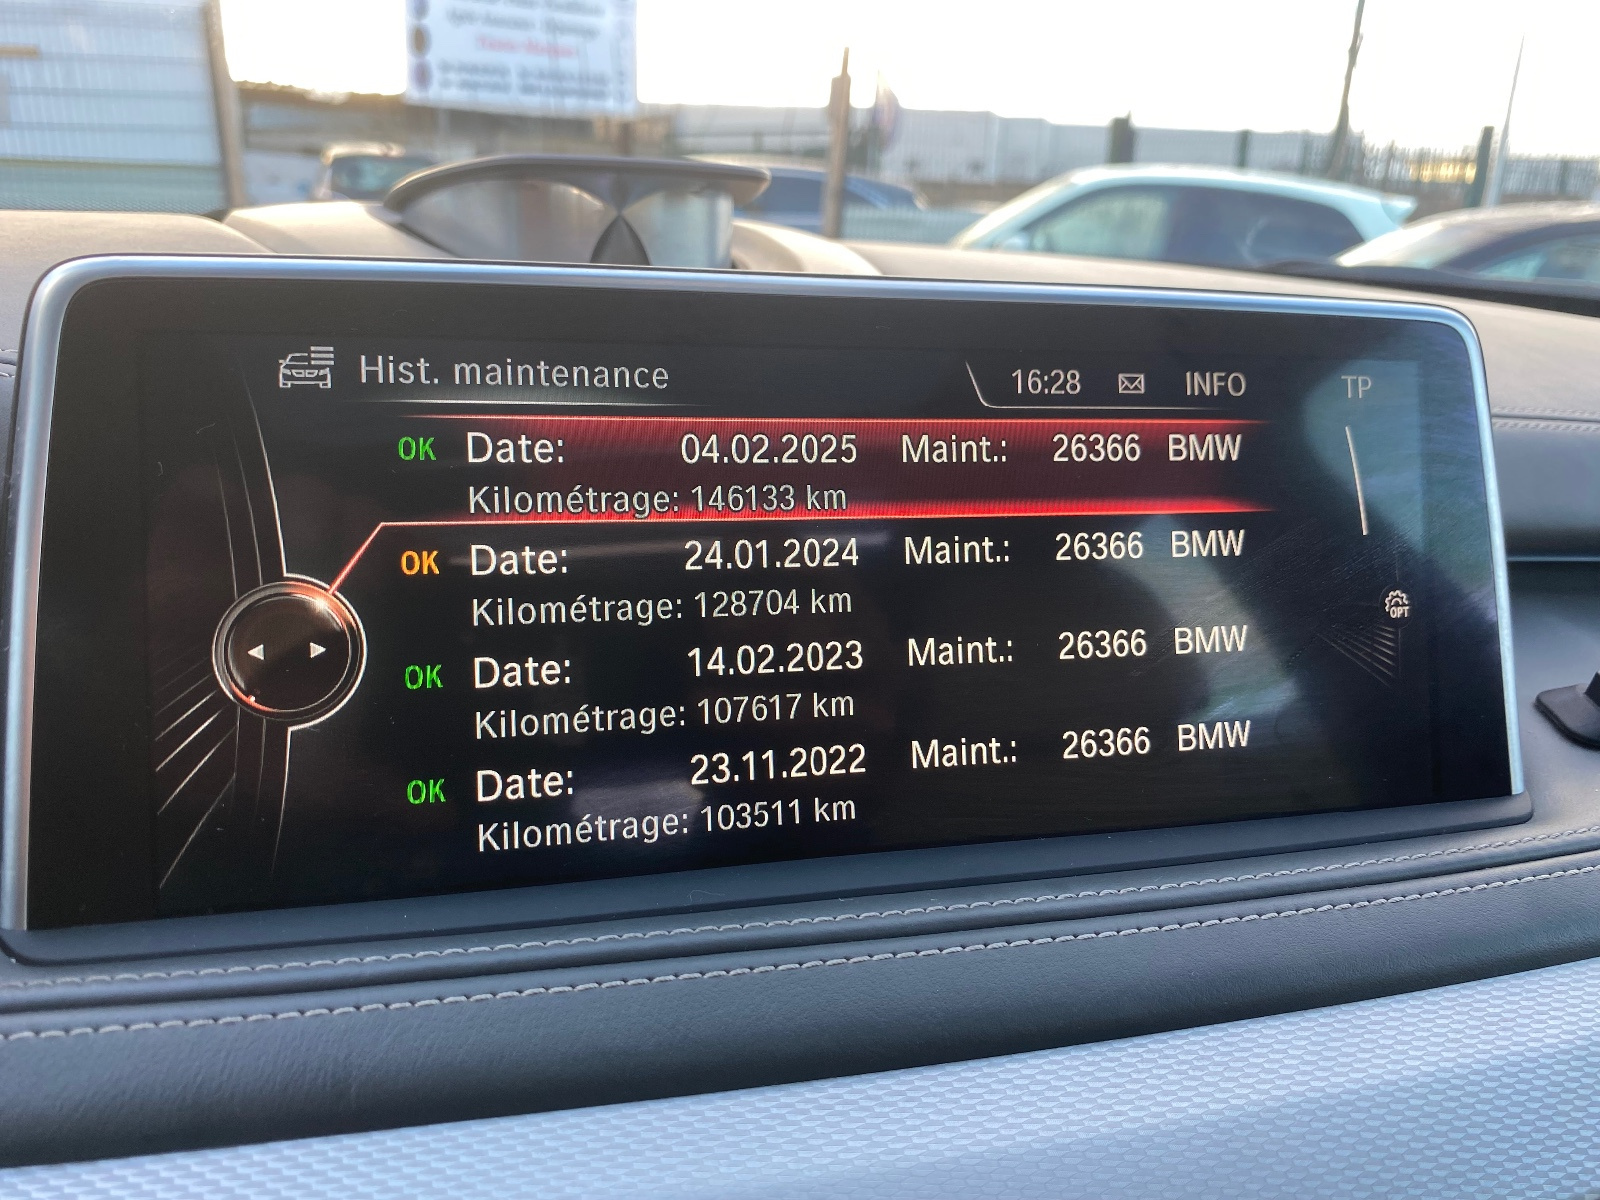 Hist. maintenance
16:28 INFO TP
OK Date: 04.02.2025 Maint.: 26366 BMW
Kilométrage: 146133 km
OK Date: 24.01.2024 Maint.: 26366 BMW
Kilométrage: 128704 km
OPT
OK Date: 14.02.2023 Maint.: 26366 BMW
Kilométrage: 107617 km
OK Date: 23.11.2022 Maint.: 26366 BMW
Kilométrage: 103511 km